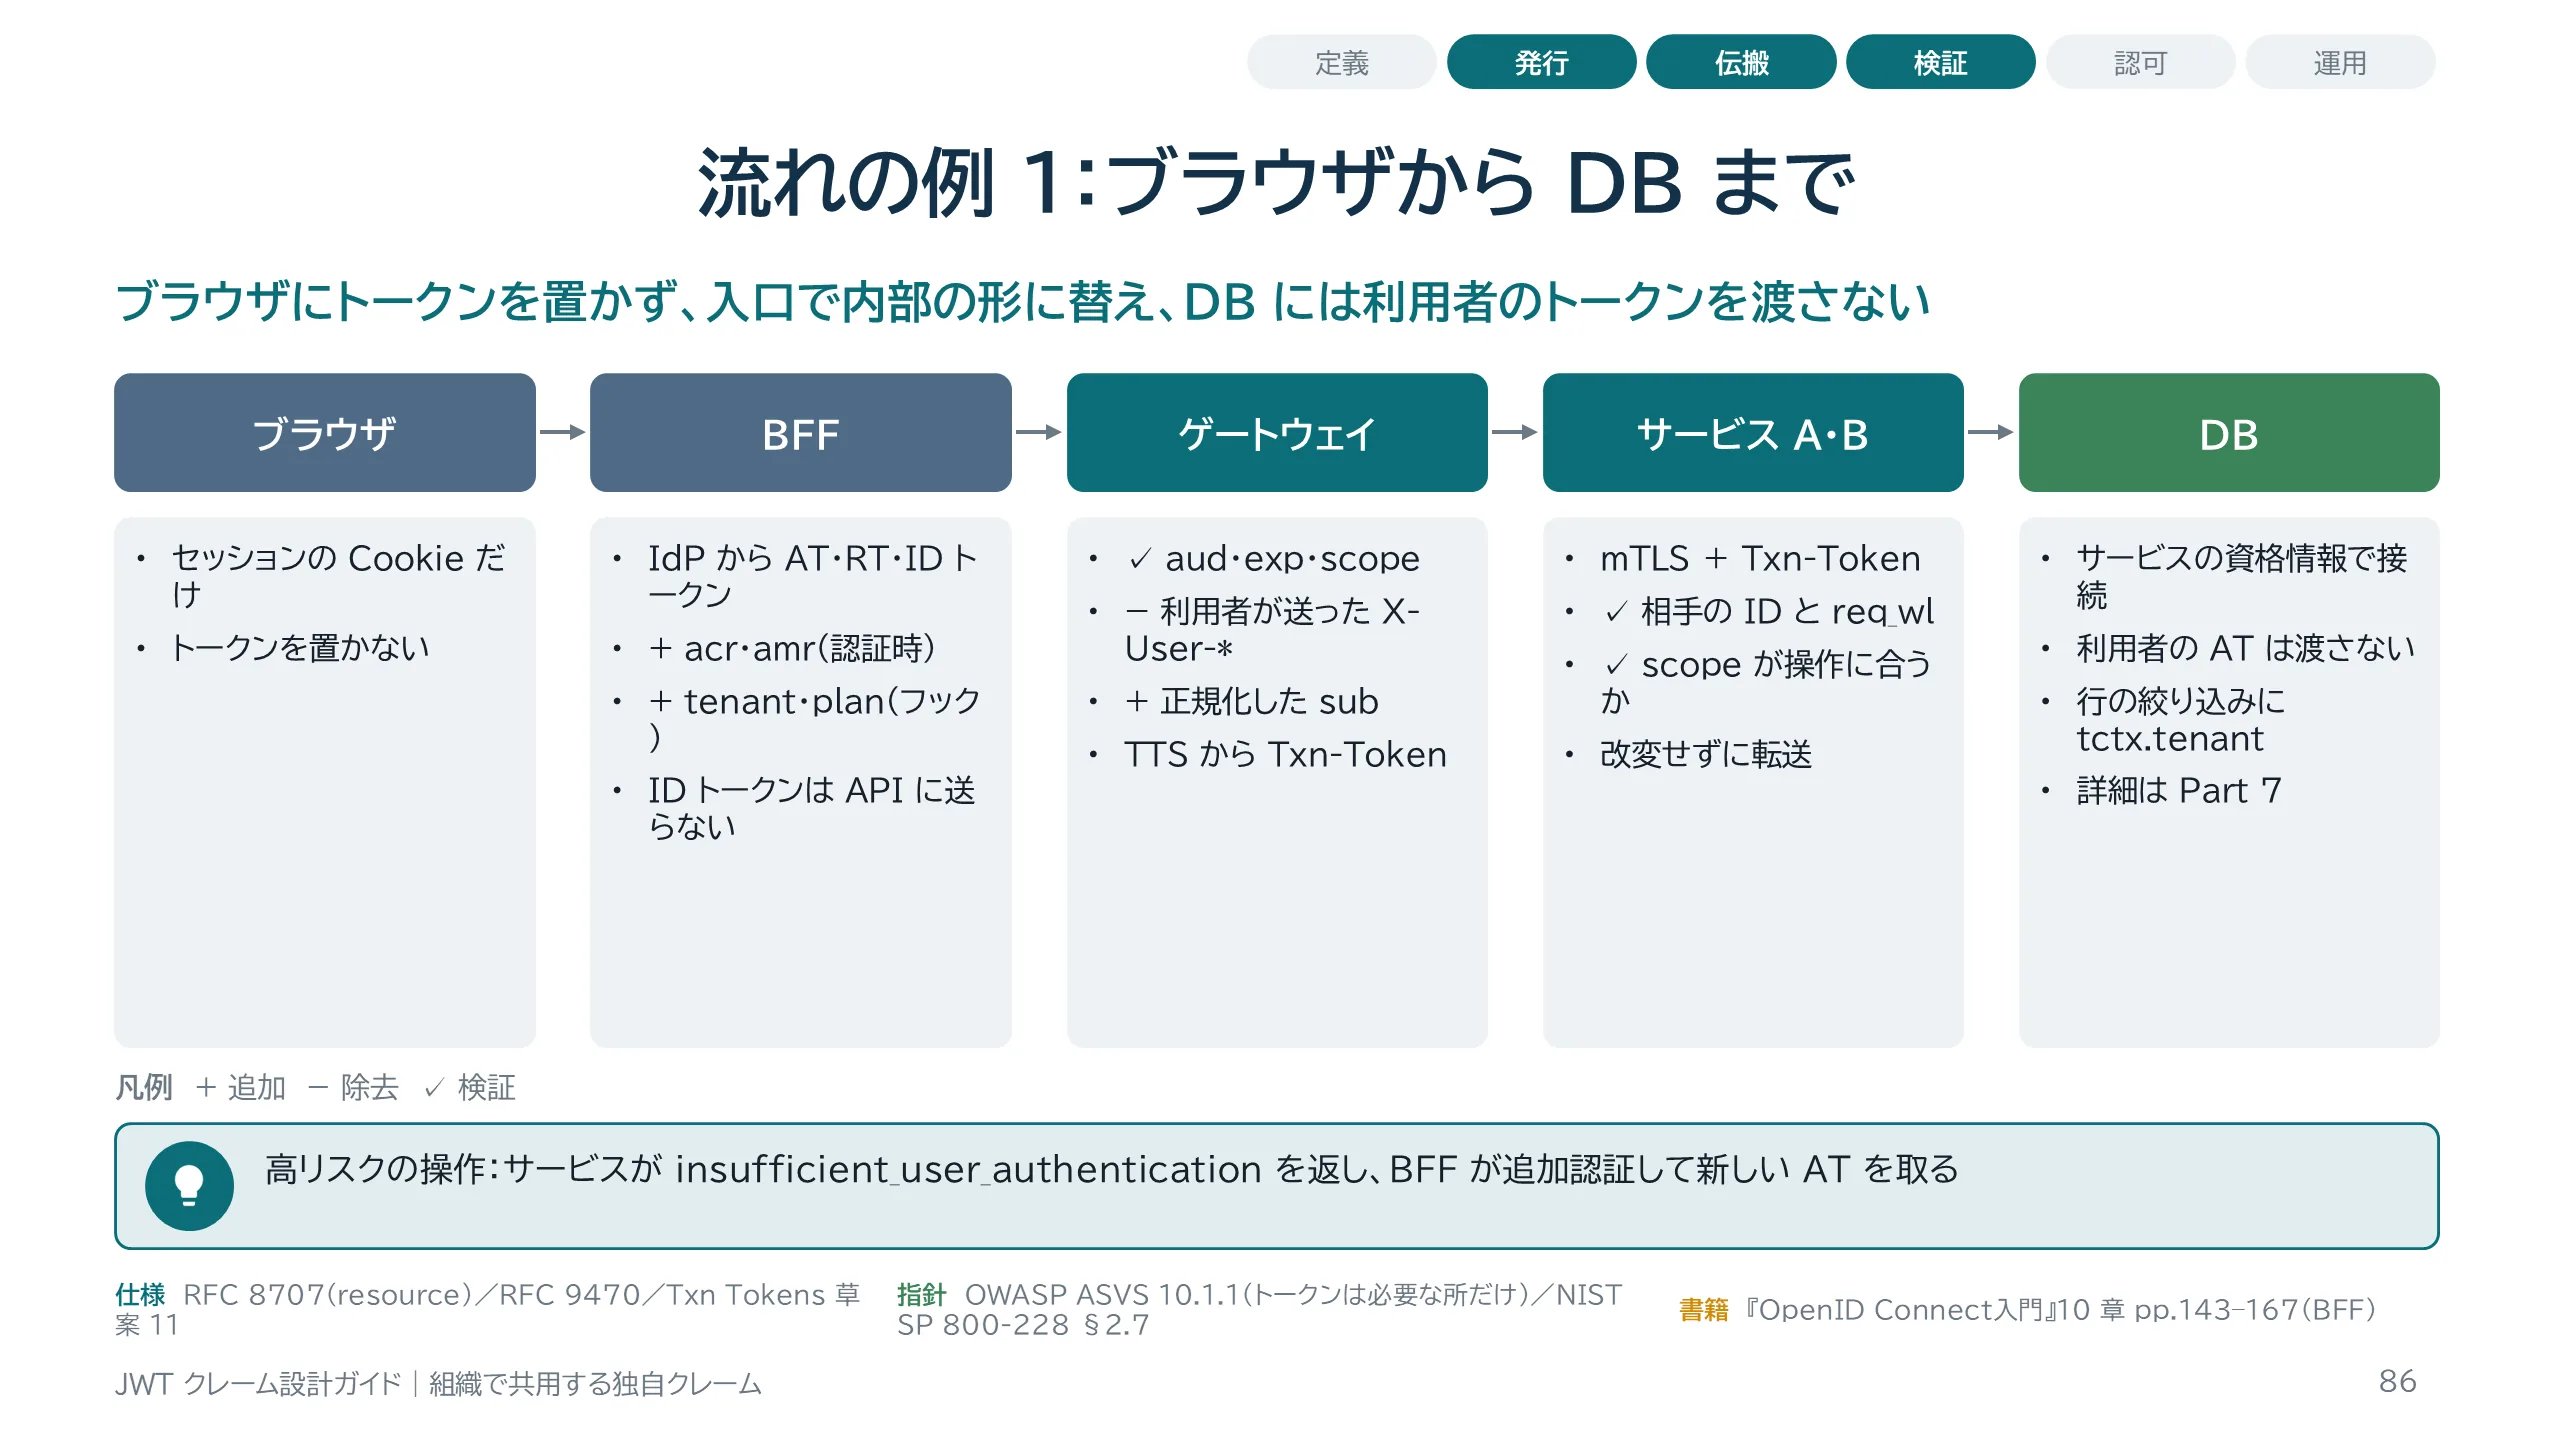 定義
発行
伝搬
検証
認可
運用
流れの例 1：ブラウザから DB まで
ブラウザにトークンを置かず、入口で内部の形に替え、DB には利用者のトークンを渡さない
ブラウザ
BFF
ゲートウェイ
サービス A・B
DB
• セッションの Cookie だ
け
• トークンを置かない
• IdP から AT・RT・ID ト
ークン
• + acr・amr（認証時）
• + tenant・plan（フック
）
• ID トークンは API に送
らない
• ✓ aud・exp・scope
• − 利用者が送った X-
User-*
• + 正規化した sub
• TTS から Txn-Token
• mTLS + Txn-Token
• ✓ 相手の ID と req_wl
• ✓ scope が操作に合う
か
• 改変せずに転送
• サービスの資格情報で接
続
• 利用者の AT は渡さない
• 行の絞り込みに
tctx.tenant
• 詳細は Part 7
凡例 + 追加 − 除去 ✓ 検証
高リスクの操作：サービスが insufficient_user_authentication を返し、BFF が追加認証して新しい AT を取る
仕様 RFC 8707（resource）／RFC 9470／Txn Tokens 草
案 11
指針 OWASP ASVS 10.1.1（トークンは必要な所だけ）／NIST
SP 800-228 §2.7
書籍 『OpenID Connect入門』10 章 pp.143–167（BFF）
JWT クレーム設計ガイド｜組織で共用する独自クレーム
86